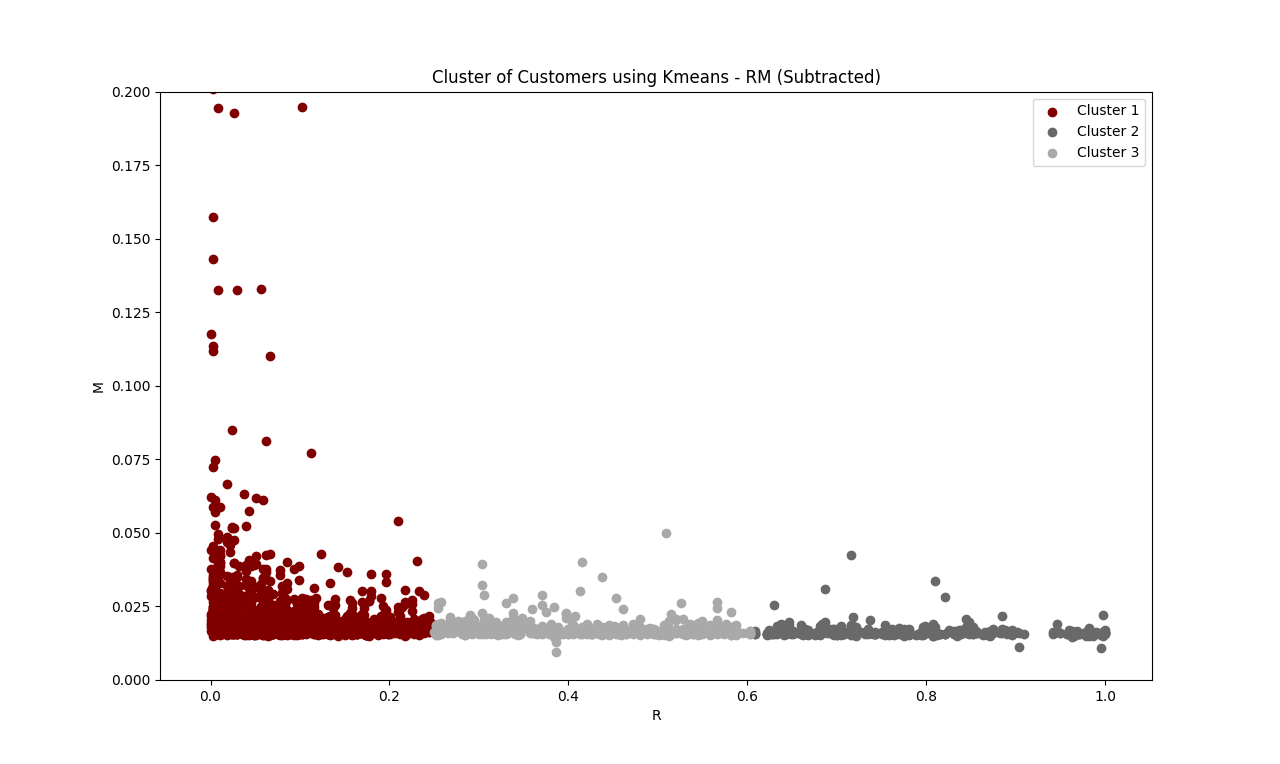 Cluster of Customers using Kmeans - RM (Subtracted)
Cluster 1
Cluster 2
Cluster 3
0.200
0.175
0.150
0.125
0.100
0.075
0.050
0.025
0.000
M
0.0 0.2 0.4 0.6 0.8 1.0
R